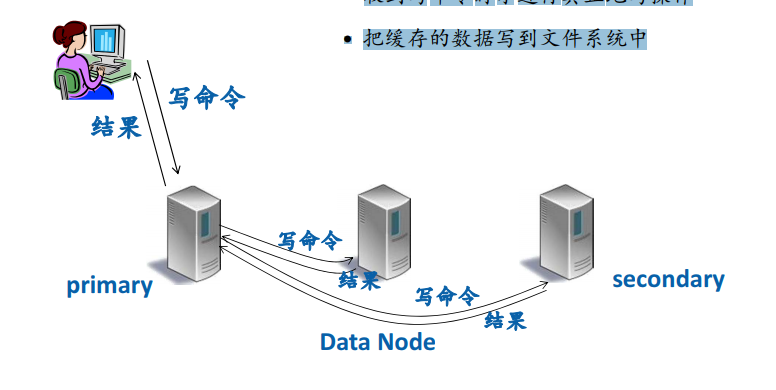 • 把缓存的数据写到文件系统中
写命令
结果
写命令
结果
primary
secondary
写命令
结果
Data Node